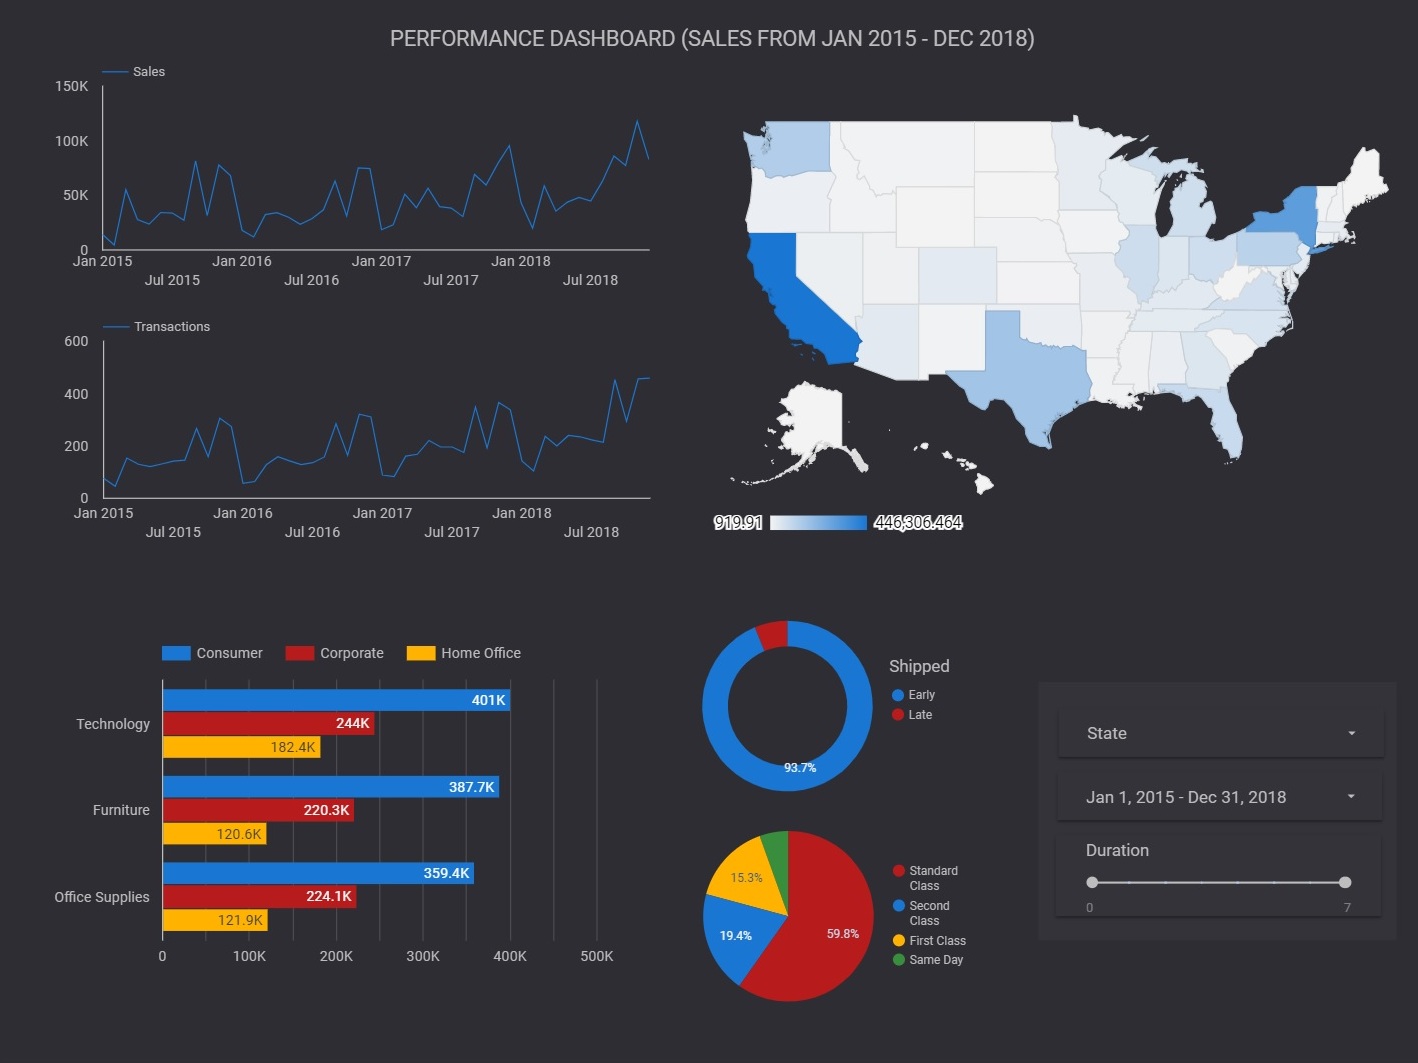 PERFORMANCE DASHBOARD (SALES FROM JAN 2015 - DEC 2018)
Sales
150K
100K
50K
0
Jan 2015 Jan 2016 Jan 2017 Jan 2018
Jul 2015 Jul 2016 Jul 2017 Jul 2018
Transactions
600
400
200
0
Jan 2015 Jan 2016 Jan 2017 Jan 2018
Jul 2015 Jul 2016 Jul 2017 Jul 2018
919.91 446,306.464
Consumer Corporate Home Office
Technology
401K
244K
182.4K
Furniture
387.7K
220.3K
120.6K
Office Supplies
359.4K
224.1K
121.9K
0 100K 200K 300K 400K 500K
93.7%
Shipped
Early
Late
15.3%
19.4%
59.8%
Standard
Class
Second
Class
First Class
Same Day
State
Jan 1, 2015 - Dec 31, 2018
Duration
0 7